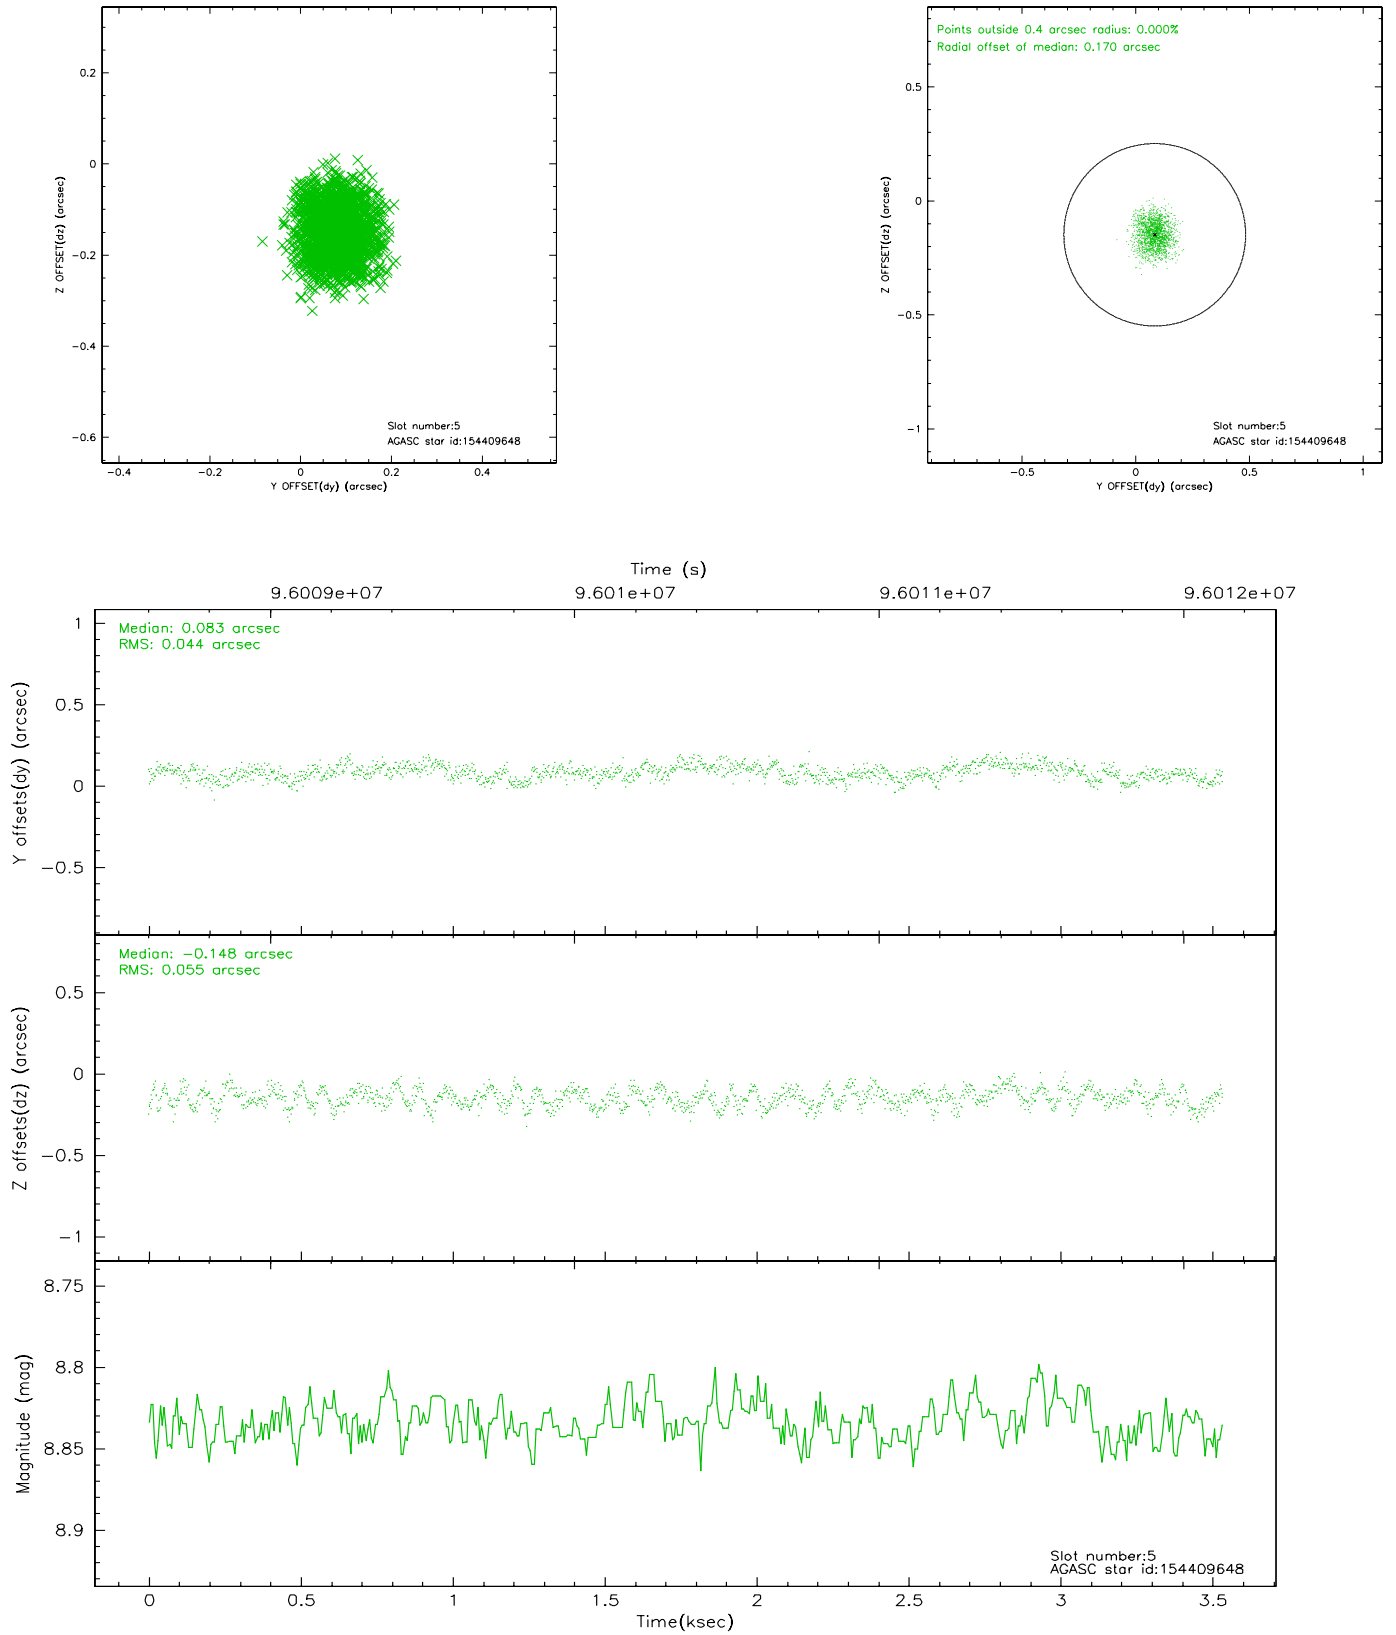 0.2
0
−0.2
−0.4
−0.6
Z OFFSET(dz) (arcsec)
Slot number:5
AGASC star id:154409648
−0.4
−0.2
0
0.2
0.4
Y OFFSET(dy) (arcsec)
Points outside 0.4 arcsec radius: 0.000%
Radial offset of median: 0.170 arcsec
0.5
0
−0.5
−1
Z OFFSET(dz) (arcsec)
Slot number:5
AGASC star id:154409648
−0.5
0
0.5
1
Y OFFSET(dy) (arcsec)
Time (s)
9.6009e+07
9.601e+07
9.6011e+07
9.6012e+07
Median: 0.083 arcsec
RMS: 0.044 arcsec
1
0.5
0
−0.5
Y offsets(dy) (arcsec)
Median: −0.148 arcsec
RMS: 0.055 arcsec
0.5
0
−0.5
−1
Z offsets(dz) (arcsec)
8.75
8.8
8.85
8.9
Magnitude (mag)
Slot number:5
AGASC star id:154409648
0
0.5
1
1.5
2
2.5
3
3.5
Time(ksec)